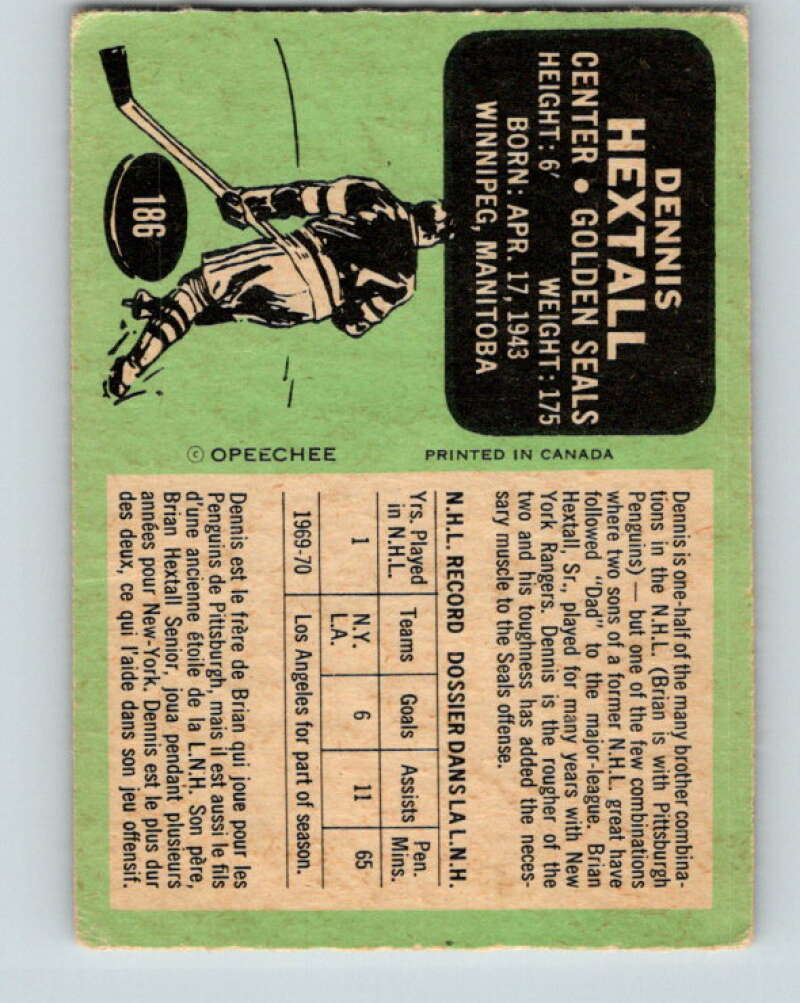 DENNIS
HEXTALL
CENTER • GOLDEN SEALS
HEIGHT: 6' WEIGHT: 175
BORN: APR. 17, 1943
WINNIPEG, MANITOBA
186
© OPEECHEE PRINTED IN CANADA
Dennis is one-half of the many brother combina-
tions in the N.H.L. (Brian is with Pittsburgh
Penguins) — but one of the few combinations
where two sons of a former N.H.L. great have
followed "Dad" to the major-league. Brian
Hextall, Sr., played for many years with New
York Rangers. Dennis is the rougher of the
two and his toughness has added the neces-
sary muscle to the Seals offense.
N.H.L. RECORD DOSSIER DANS LA L.N.H.
Yrs. Played in N.H.L. Teams Goals Assists Pen. Mins.
1 N.Y. L.A. 6 11 65
1969-70 Los Angeles for part of season.
Dennis est le frère de Brian qui joue pour les
Penguins de Pittsburgh, mais il est aussi le fils
d'une ancienne étoile de la L.N.H. Son père,
Brian Hextall Senior, joua pendant plusieurs
années pour New-York. Dennis est le plus dur
des deux, ce qui l'aide dans son jeu offensif.